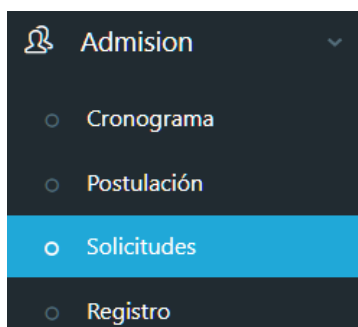 Admision
Cronograma
Postulación
Solicitudes
Registro